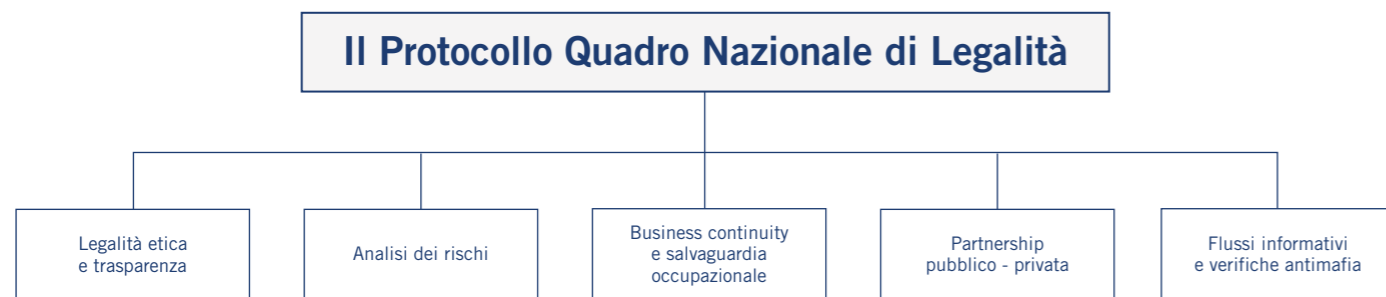 Il Protocollo Quadro Nazionale di Legalità
Legalità etica
e trasparenza
Analisi dei rischi
Business continuity
e salvaguardia
occupazionale
Partnership
pubblico - privata
Flussi informativi
e verifiche antimafia